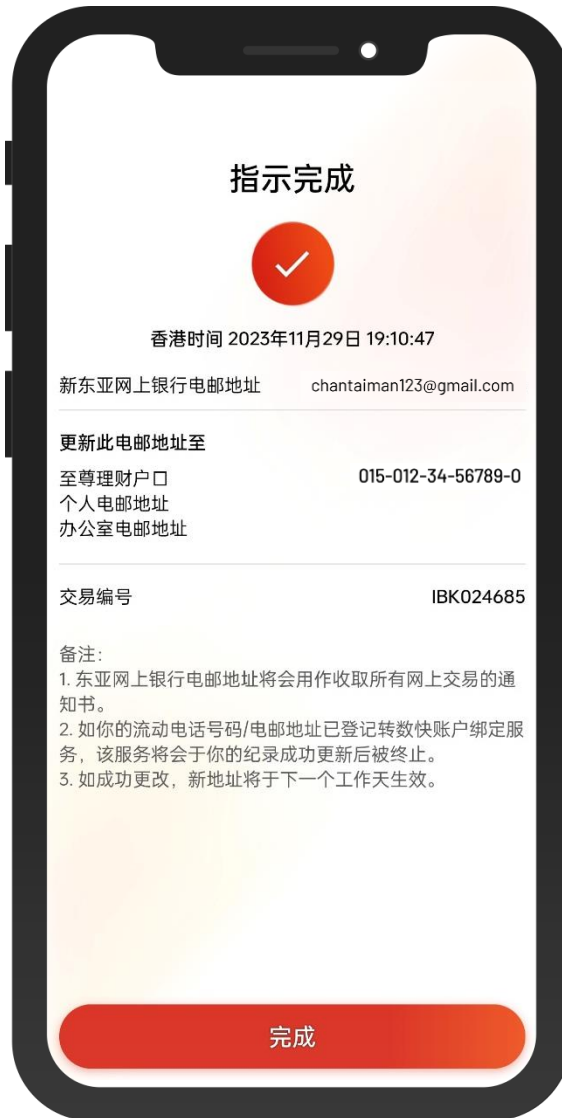 指示完成
香港时间 2023年11月29日 19:10:47
新东亚网上银行电邮地址 chantaiman123@gmail.com
更新此电邮地址至
至尊理财户口 015-012-34-56789-0
个人电邮地址
办公室电邮地址
交易编号 IBK024685
备注：
1. 东亚网上银行电邮地址将会用作收取所有网上交易的通
知书。
2. 如你的流动电话号码/电邮地址已登记转数快账户绑定服
务，该服务将会于你的纪录成功更新后被终止。
3. 如成功更改，新地址将于下一个工作天生效。
完成